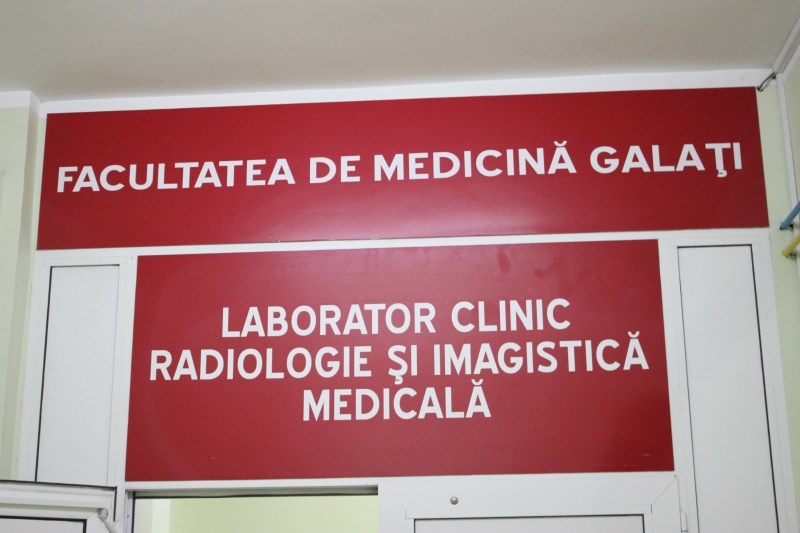 FACULTATEA DE MEDICINĂ GALAŢI
LABORATOR CLINIC
RADIOLOGIE ŞI IMAGISTICĂ
MEDICALĂ